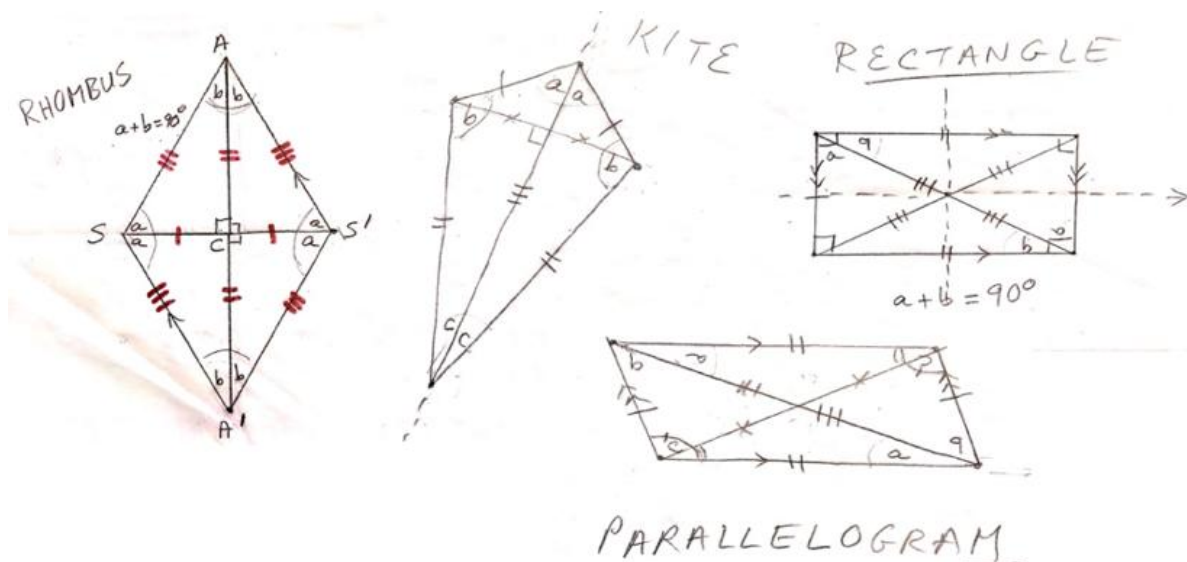 RHOMBUS
A
b b
a+b=90°
S
a
a
C
a
a
S'
b b
A'
KITE
a
a
b
b
c
c
RECTANGLE
a
b
a+b=90°
b
a
c
PARALLELOGRAM